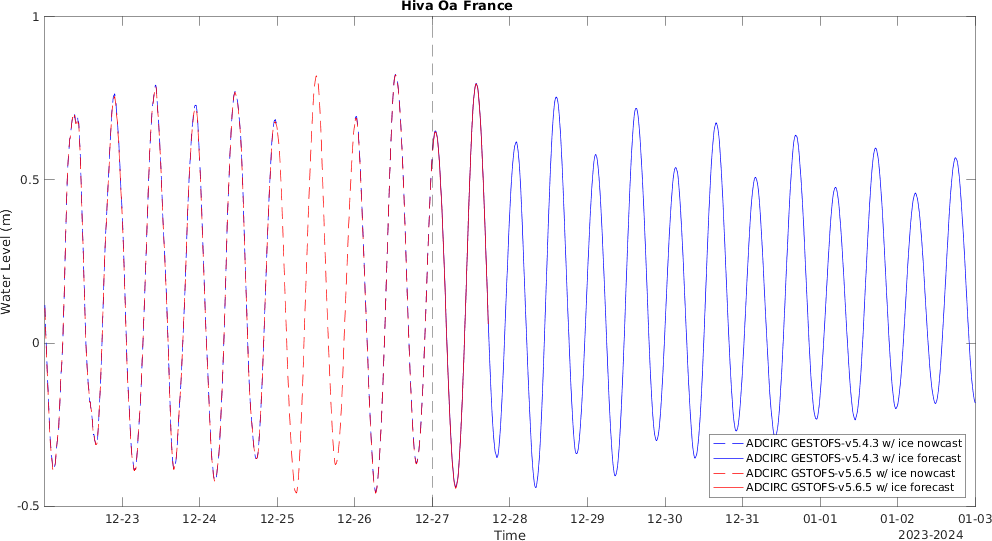 Hiva Oa France
1
0.5
0
-0.5
Water Level (m)
ADCIRC GESTOFS-v5.4.3 w/ ice nowcast
ADCIRC GESTOFS-v5.4.3 w/ ice forecast
ADCIRC GSTOFS-v5.6.5 w/ ice nowcast
ADCIRC GSTOFS-v5.6.5 w/ ice forecast
12-23 12-24 12-25 12-26 12-27 12-28 12-29 12-30 12-31 01-01 01-02 01-03
Time
2023-2024